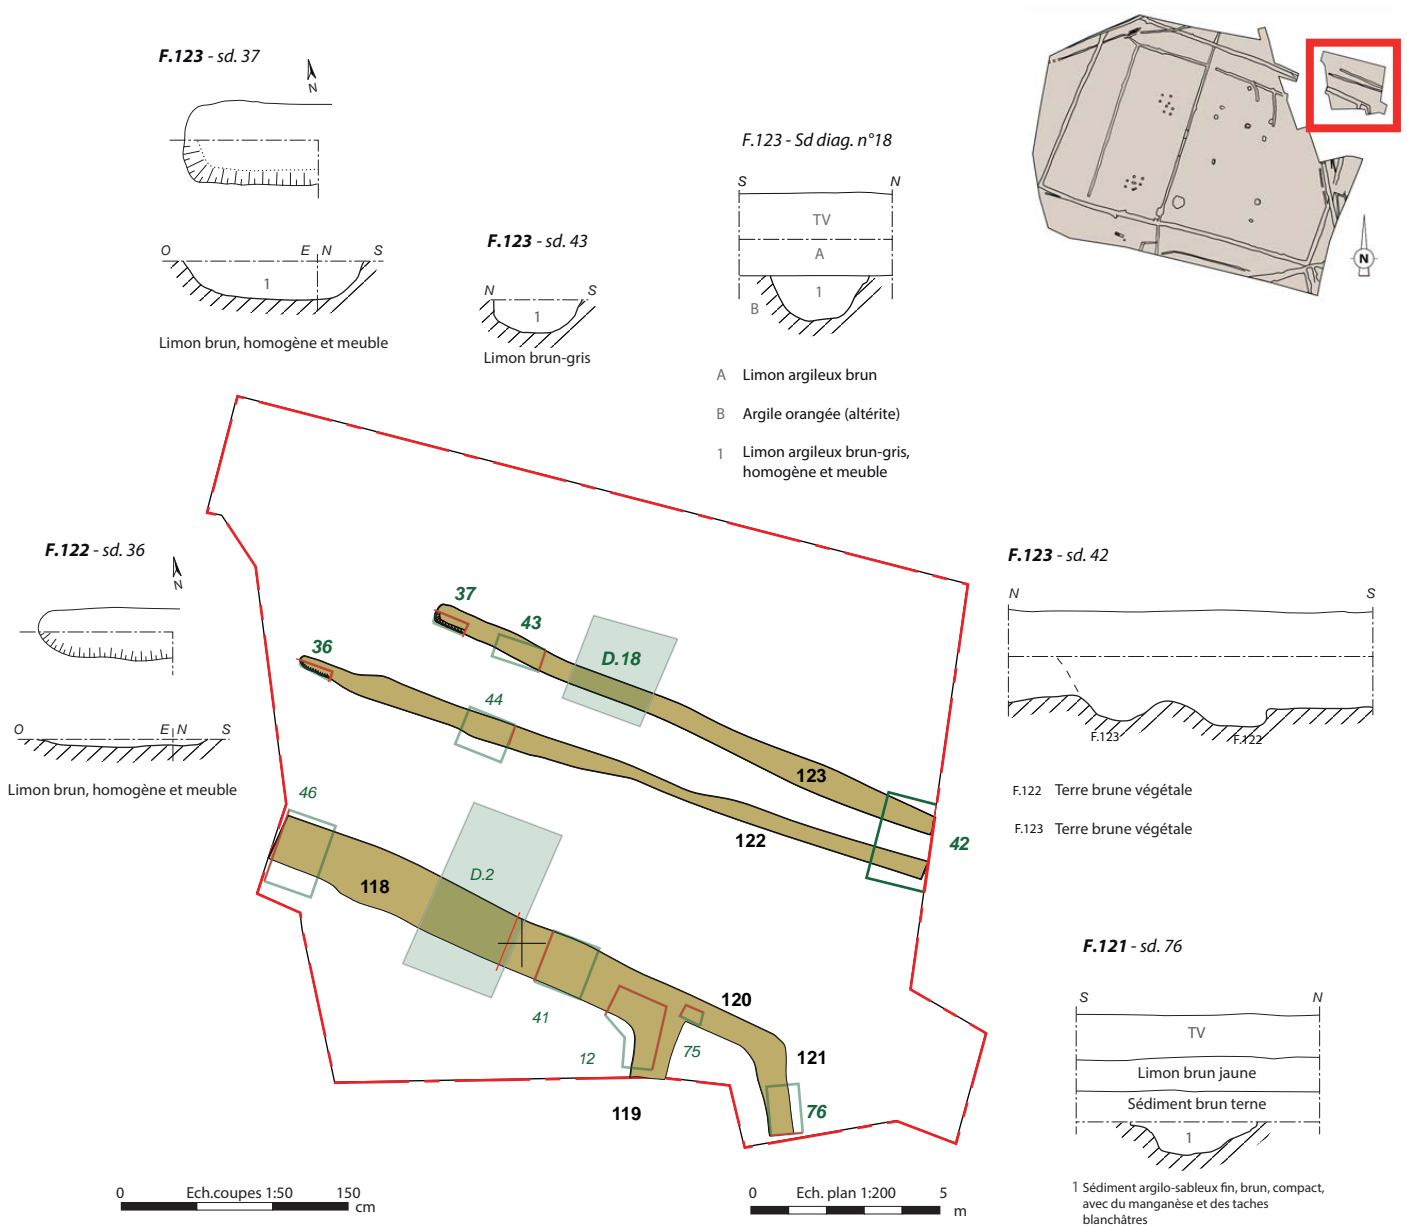 F.123 - sd. 37
N
O E N S
1
Limon brun, homogène et meuble
F.123 - sd. 43
N S
1
Limon brun-gris
F.123 - Sd diag. n°18
S N
TV
A
1
B
A Limon argileux brun
B Argile orangée (altérite)
1 Limon argileux brun-gris,
homogène et meuble
N
F.122 - sd. 36
N
O E N S
Limon brun, homogène et meuble
37
43
36
D.18
44
123
122
42
46
118
D.2
41
12
120
75
121
119
76
F.123 - sd. 42
N S
F.123
F.122
F.122 Terre brune végétale
F.123 Terre brune végétale
F.121 - sd. 76
S N
TV
Limon brun jaune
Sédiment brun terne
1
1 Sédiment argilo-sableux fin, brun, compact,
avec du manganèse et des taches
blanchâtres
0 Ech.coupes 1:50 150
cm
0 Ech. plan 1:200 5
m